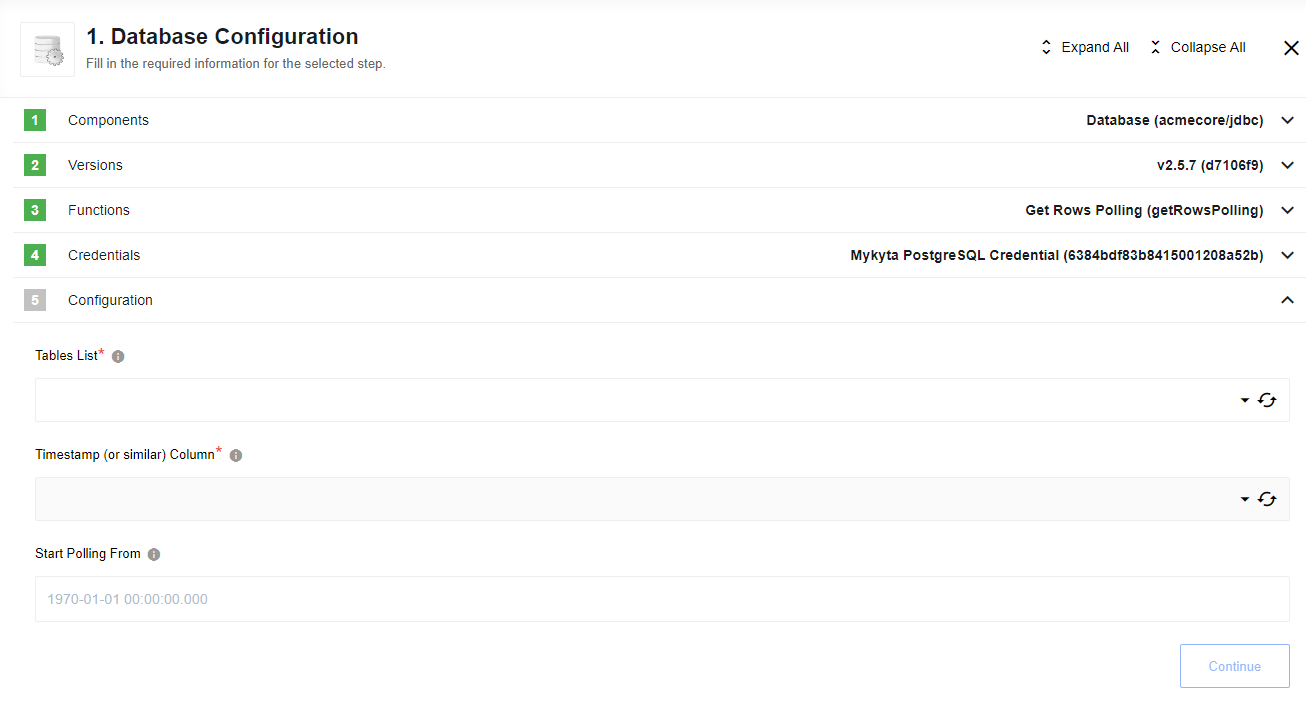 1. Database Configuration
Fill in the required information for the selected step.
Expand All
Collapse All
1 Components Database (acmecore/jdbc)
2 Versions v2.5.7 (d7106f9)
3 Functions Get Rows Polling (getRowsPolling)
4 Credentials Mykyta PostgreSQL Credential (6384bdf83b8415001208a52b)
5 Configuration
Tables List*
Timestamp (or similar) Column*
Start Polling From
1970-01-01 00:00:00.000
Continue